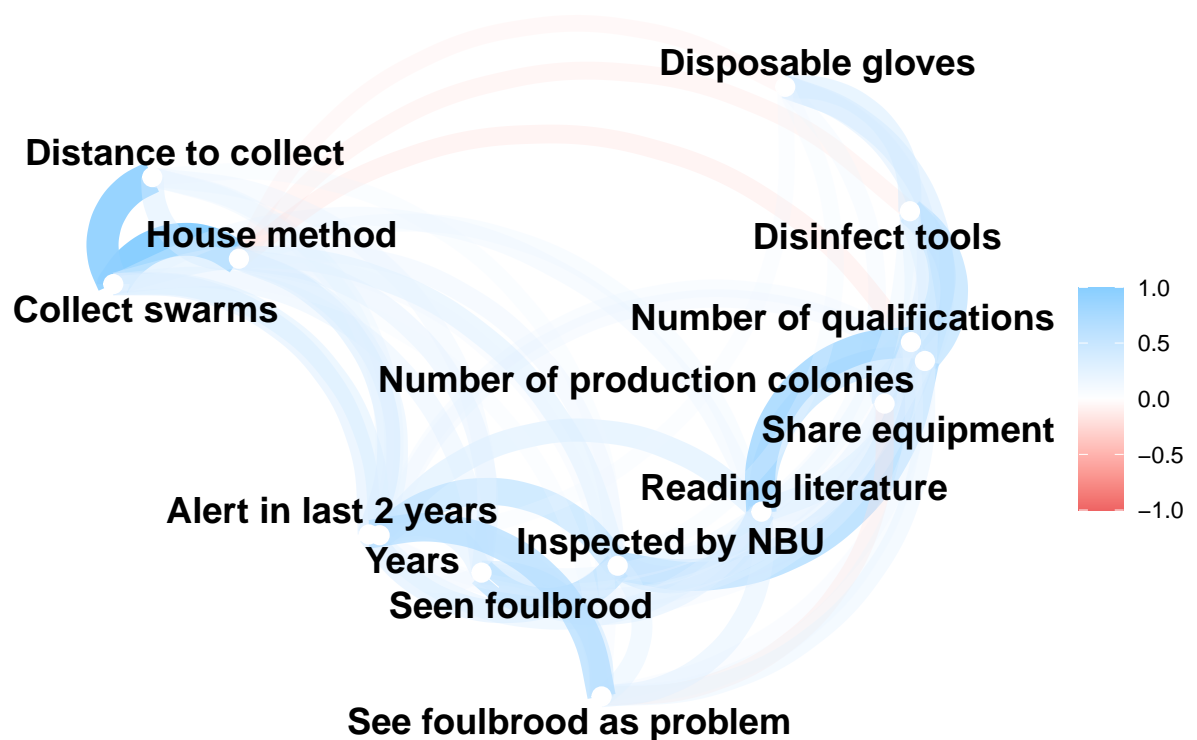 Disposable gloves
Distance to collect
House method
Disinfect tools
Collect swarms
Number of qualifications
Number of production colonies
Share equipment
Reading literature
Alert in last 2 years
Inspected by NBU
Years
Seen foulbrood
See foulbrood as problem
1.0
0.5
0.0
−0.5
−1.0